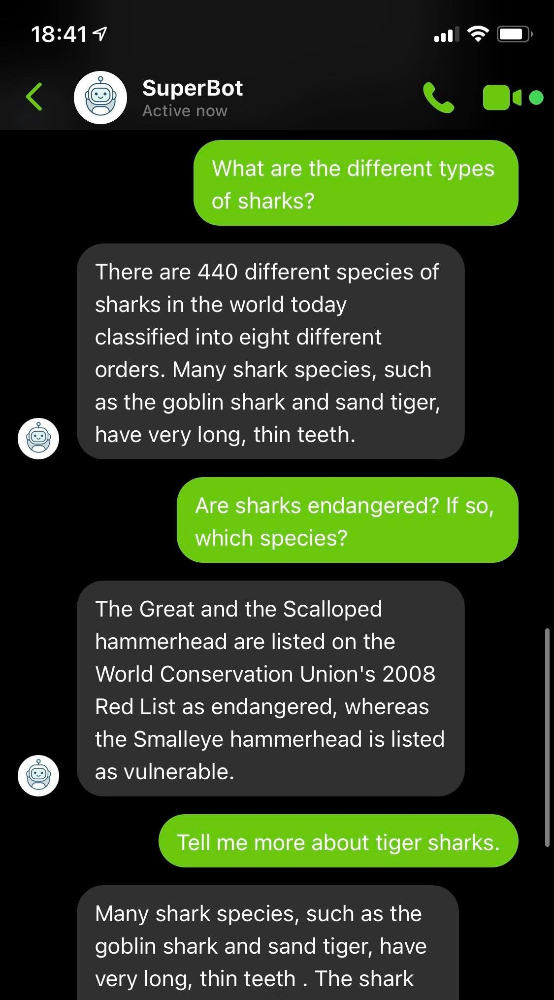 18:41
SuperBot
Active now
What are the different types
of sharks?
There are 440 different species of
sharks in the world today
classified into eight different
orders. Many shark species, such
as the goblin shark and sand tiger,
have very long, thin teeth.
Are sharks endangered? If so,
which species?
The Great and the Scalloped
hammerhead are listed on the
World Conservation Union's 2008
Red List as endangered, whereas
the Smalleye hammerhead is listed
as vulnerable.
Tell me more about tiger sharks.
Many shark species, such as the
goblin shark and sand tiger, have
very long, thin teeth . The shark